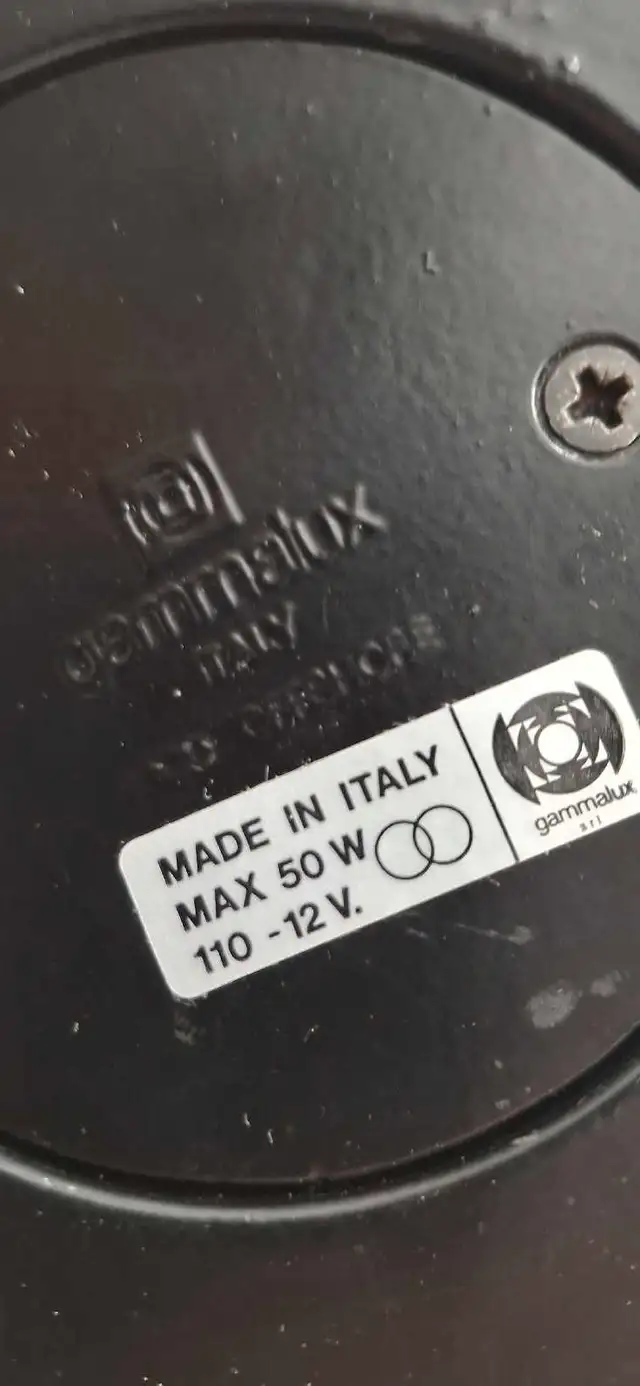 gammalux
ITALY
MADE IN ITALY
MAX 50 W
110 - 12 V.
gammalux
s r l